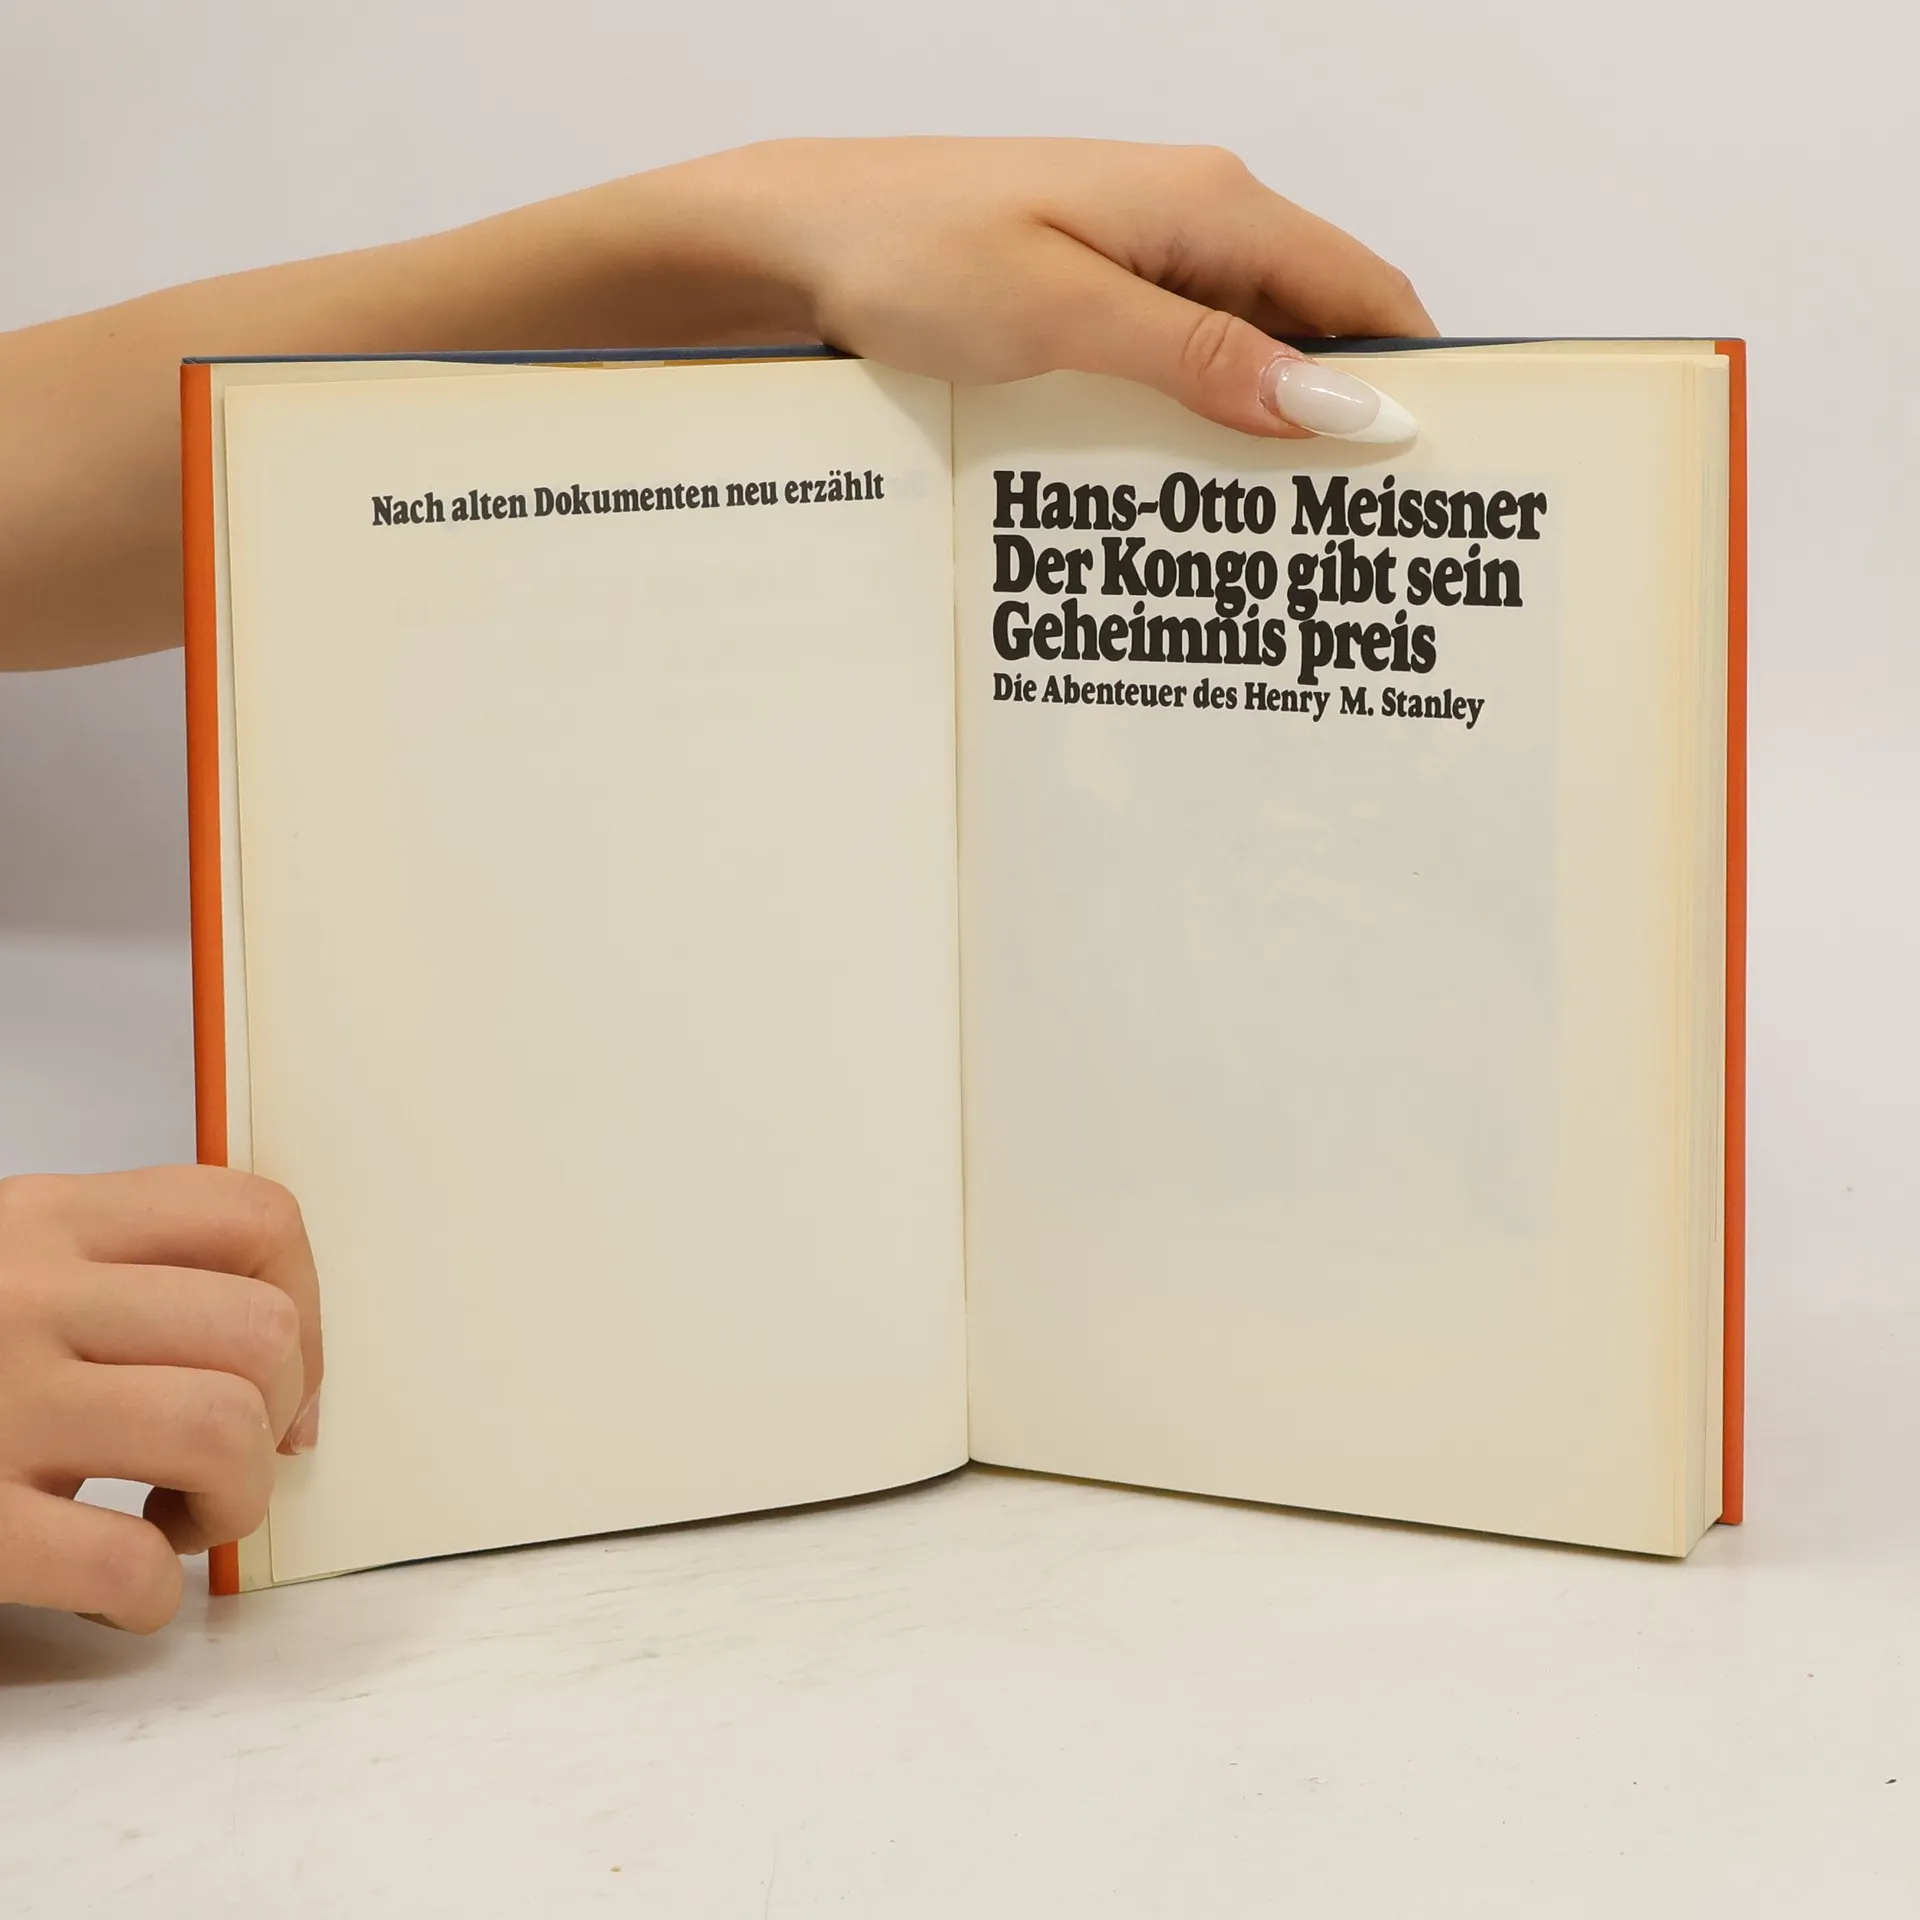 Nach alten Dokumenten neu erzählt
Hans-Otto Meissner
Der Kongo gibt sein
Geheimnis preis
Die Abenteuer des Henry M. Stanley